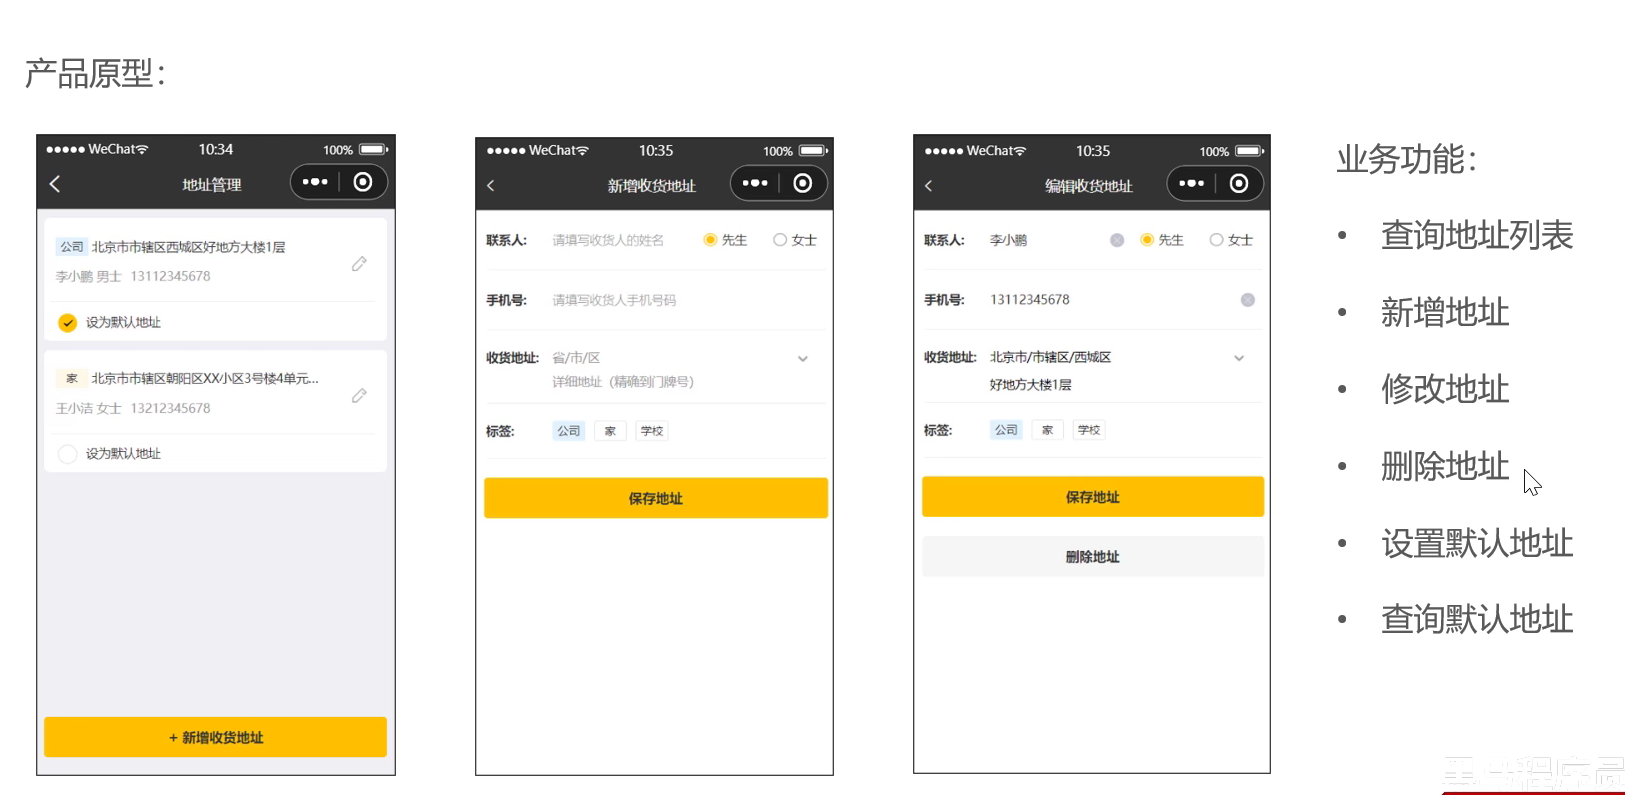 产品原型：
WeChat 10:34 100%
地址管理
公司 北京市市辖区西城区好地方大楼1层
李小鹏 男士 13112345678
设为默认地址
家 北京市市辖区朝阳区XX小区3号楼4单元...
王小洁 女士 13212345678
设为默认地址
+ 新增收货地址
WeChat 10:35 100%
新增收货地址
联系人: 请填写收货人的姓名 先生 女士
手机号: 请填写收货人手机号码
收货地址: 省/市/区
详细地址（精确到门牌号）
标签: 公司 家 学校
保存地址
WeChat 10:35 100%
编辑收货地址
联系人: 李小鹏 先生 女士
手机号: 13112345678
收货地址: 北京市/市辖区/西城区
好地方大楼1层
标签: 公司 家 学校
保存地址
删除地址
业务功能：
• 查询地址列表
• 新增地址
• 修改地址
• 删除地址
• 设置默认地址
• 查询默认地址
黑马程序员